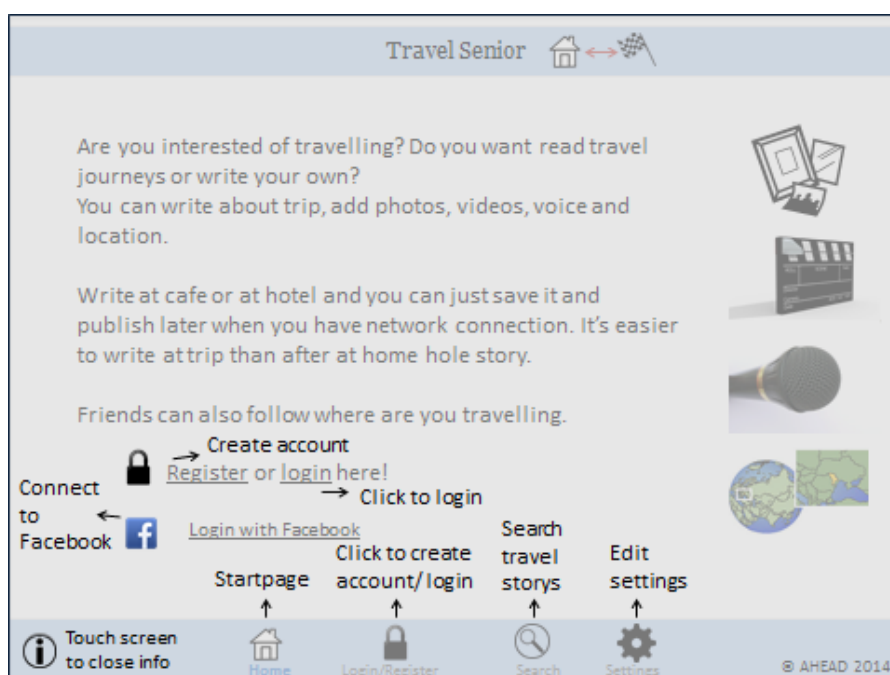 Travel Senior
Are you interested of travelling? Do you want read travel
journeys or write your own?
You can write about trip, add photos, videos, voice and
location.
Write at cafe or at hotel and you can just save it and
publish later when you have network connection. It's easier
to write at trip than after at home hole story.
Friends can also follow where are you travelling.
Create account
Register or login here!
Click to login
Connect
to
Facebook
Login with Facebook
Startpage
Click to create
account/login
Search
travel
storys
Edit
settings
Touch screen
to close info
Home
Login/Register
Search
Settings
© AHEAD 2014